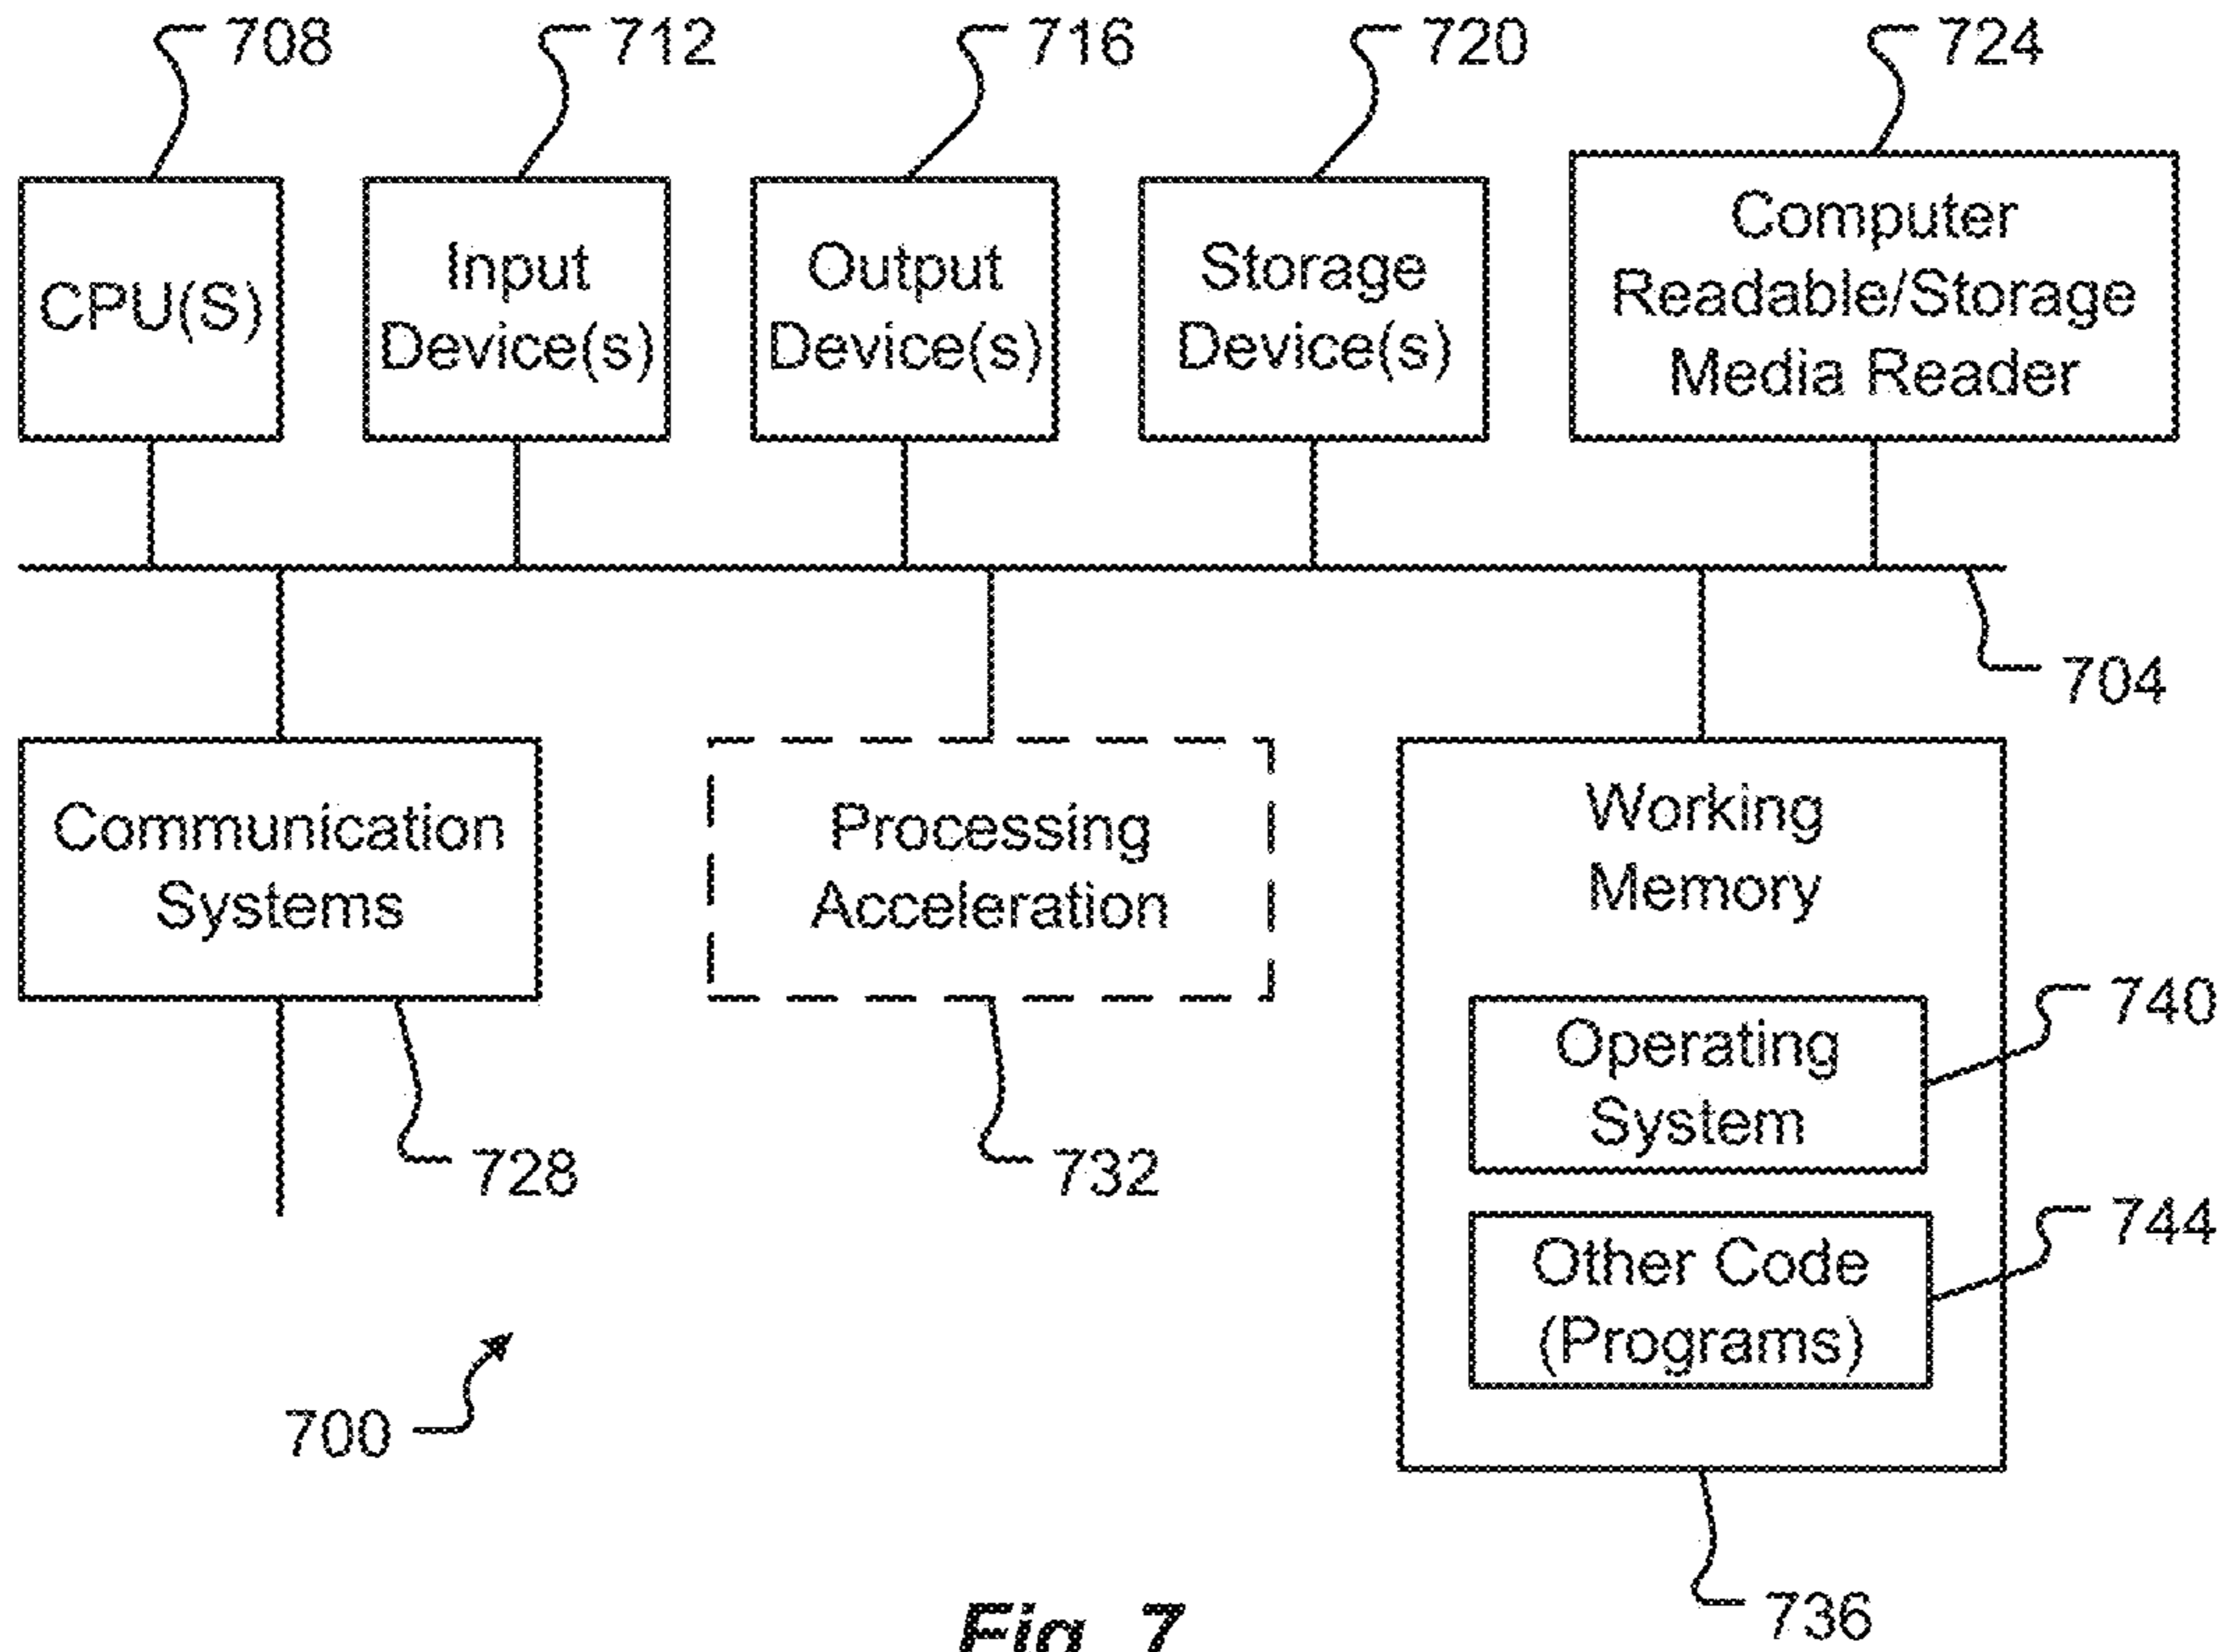 708
712
716
720
724
CPU(S)
Input
Device(s)
Output
Device(s)
Storage
Device(s)
Computer
Readable/Storage
Media Reader
704
Communication
Systems
728
Processing
Acceleration
732
Working
Memory
Operating
System
740
Other Code
(Programs)
744
736
700
Fig. 7